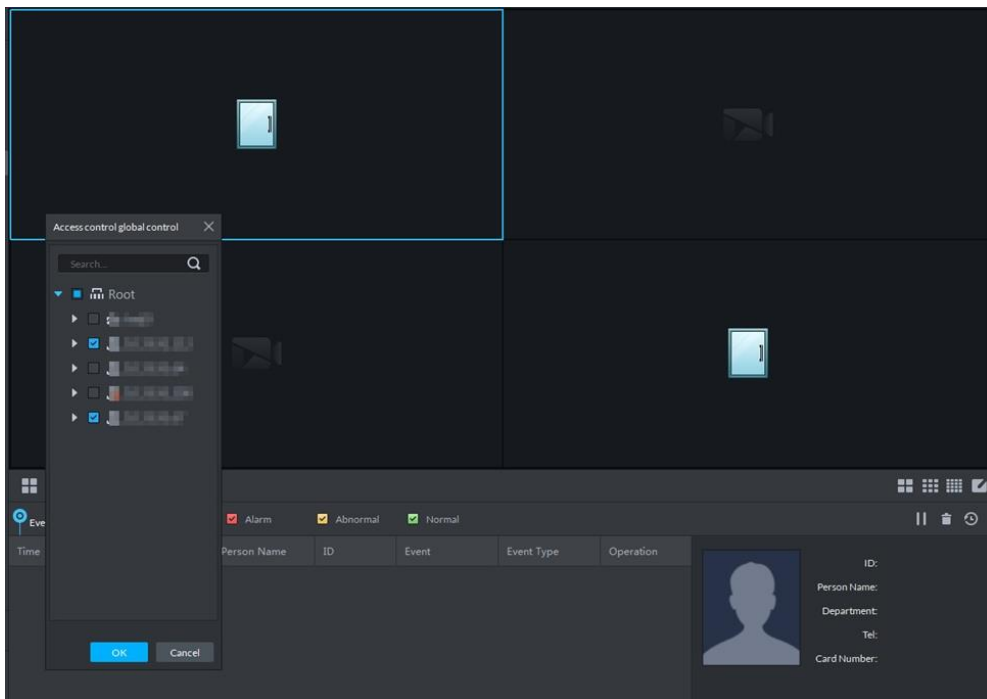 Access control global control
Search...
Root
OK
Cancel
Alarm
Abnormal
Normal
Time
Person Name
ID
Event
Event Type
Operation
ID:
Person Name:
Department:
Tel:
Card Number: